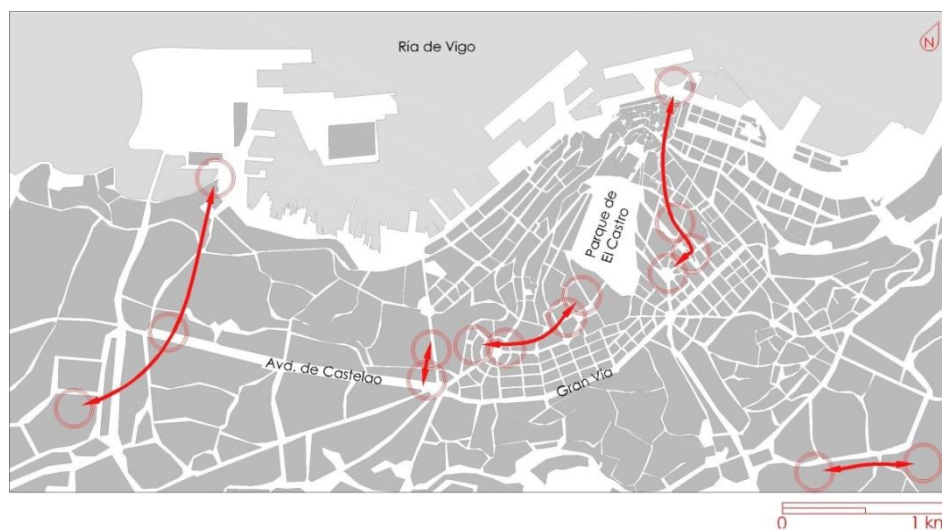 Ría de Vigo
N
Parque de
El Castro
Avd. de Castelao
Gran Vía
0 1 km